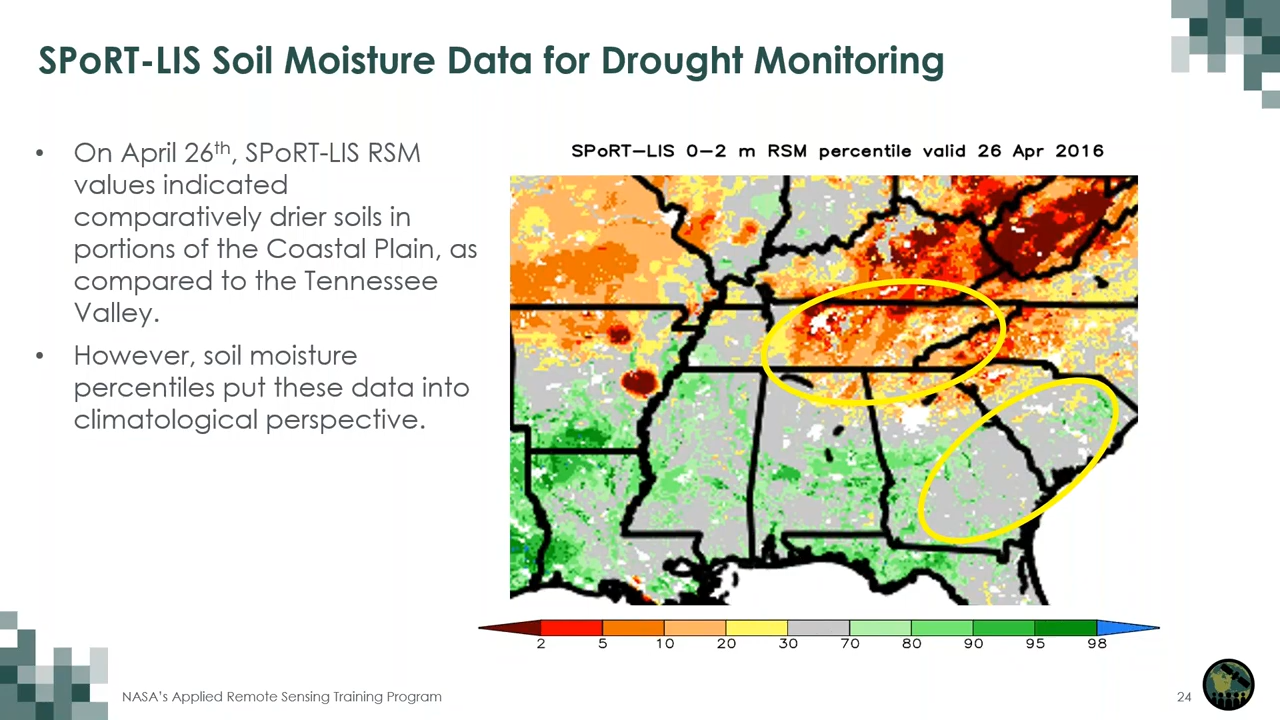 SPoRT-LIS Soil Moisture Data for Drought Monitoring
• On April 26th, SPoRT-LIS RSM
values indicated
comparatively drier soils in
portions of the Coastal Plain, as
compared to the Tennessee
Valley.
• However, soil moisture
percentiles put these data into
climatological perspective.
SPoRT-LIS 0-2 m RSM percentile valid 26 Apr 2016
2 5 10 20 30 70 80 90 95 98
NASA's Applied Remote Sensing Training Program
24